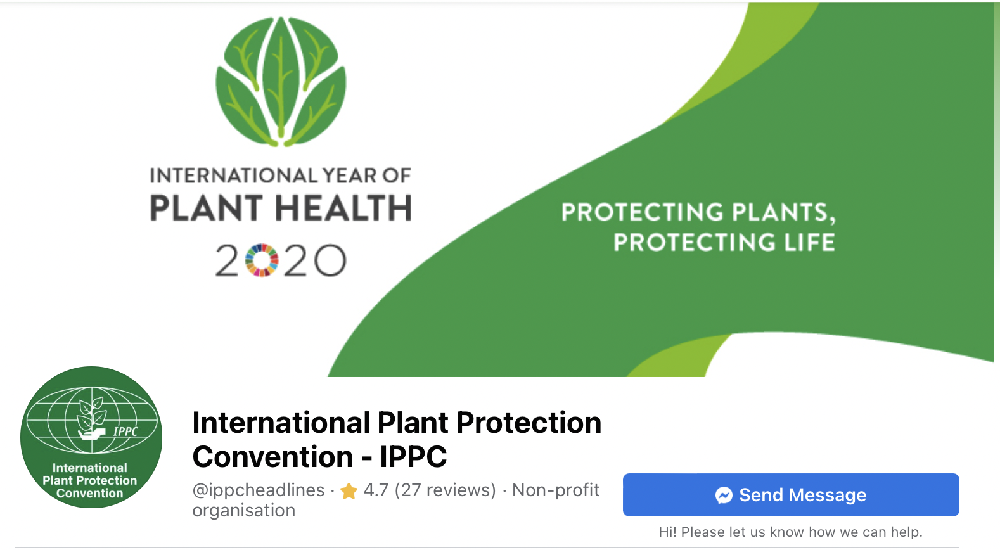 INTERNATIONAL YEAR OF
PLANT HEALTH
2020
PROTECTING PLANTS,
PROTECTING LIFE
IPPC
International
Plant Protection
Convention
International Plant Protection
Convention - IPPC
@ippcheadlines · 4.7 (27 reviews) · Non-profit
organisation
Send Message
Hi! Please let us know how we can help.